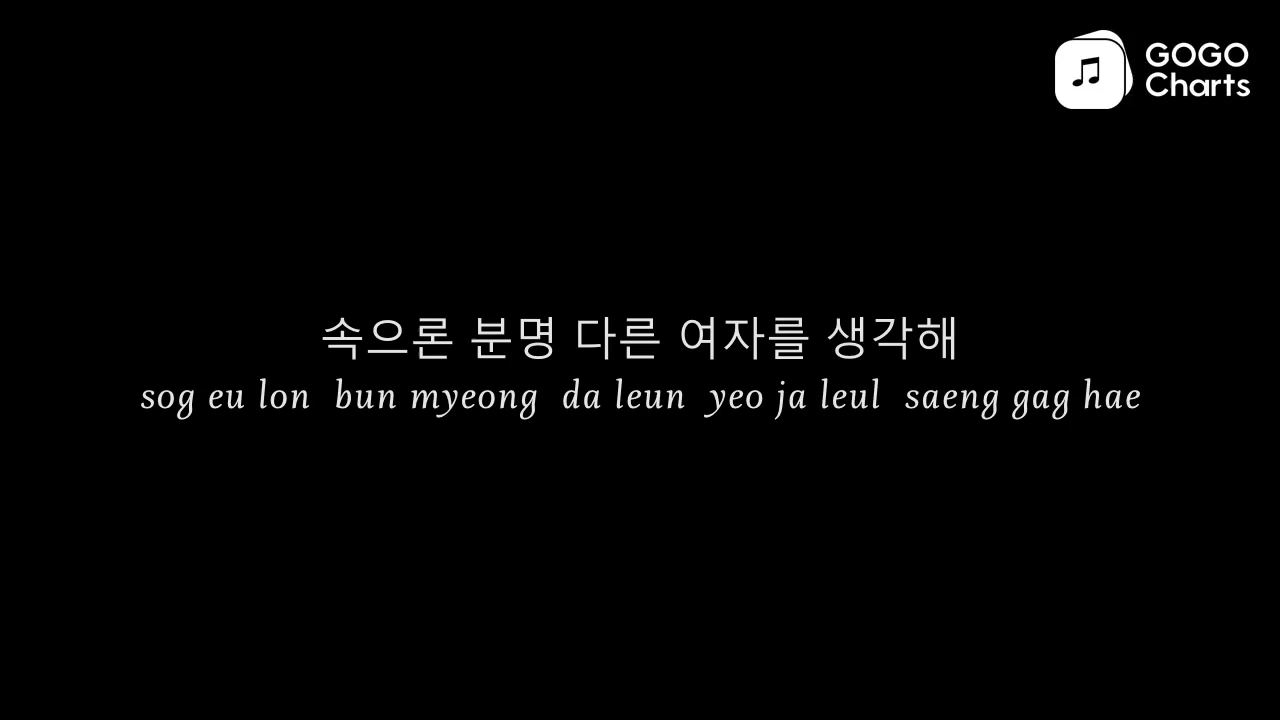 GOGO
Charts
속으론 분명 다른 여자를 생각해
sog eu lon bun myeong da leun yeo ja leul saeng gag hae